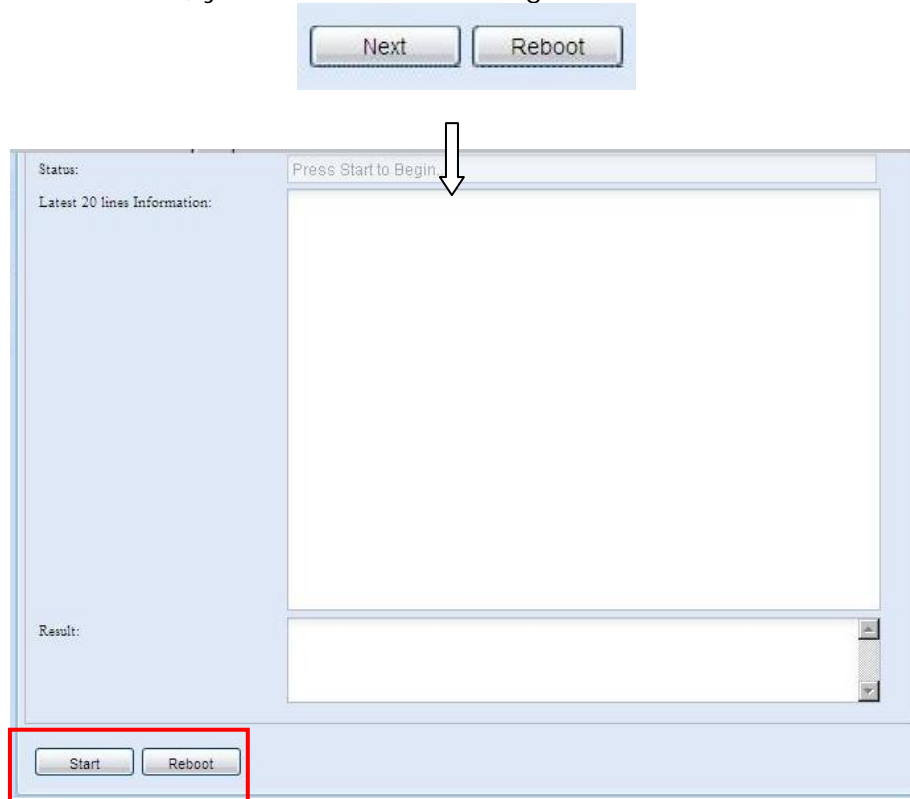 Next Reboot
Status: Press Start to Begin.
Latest 20 lines Information:
Result:
Start Reboot